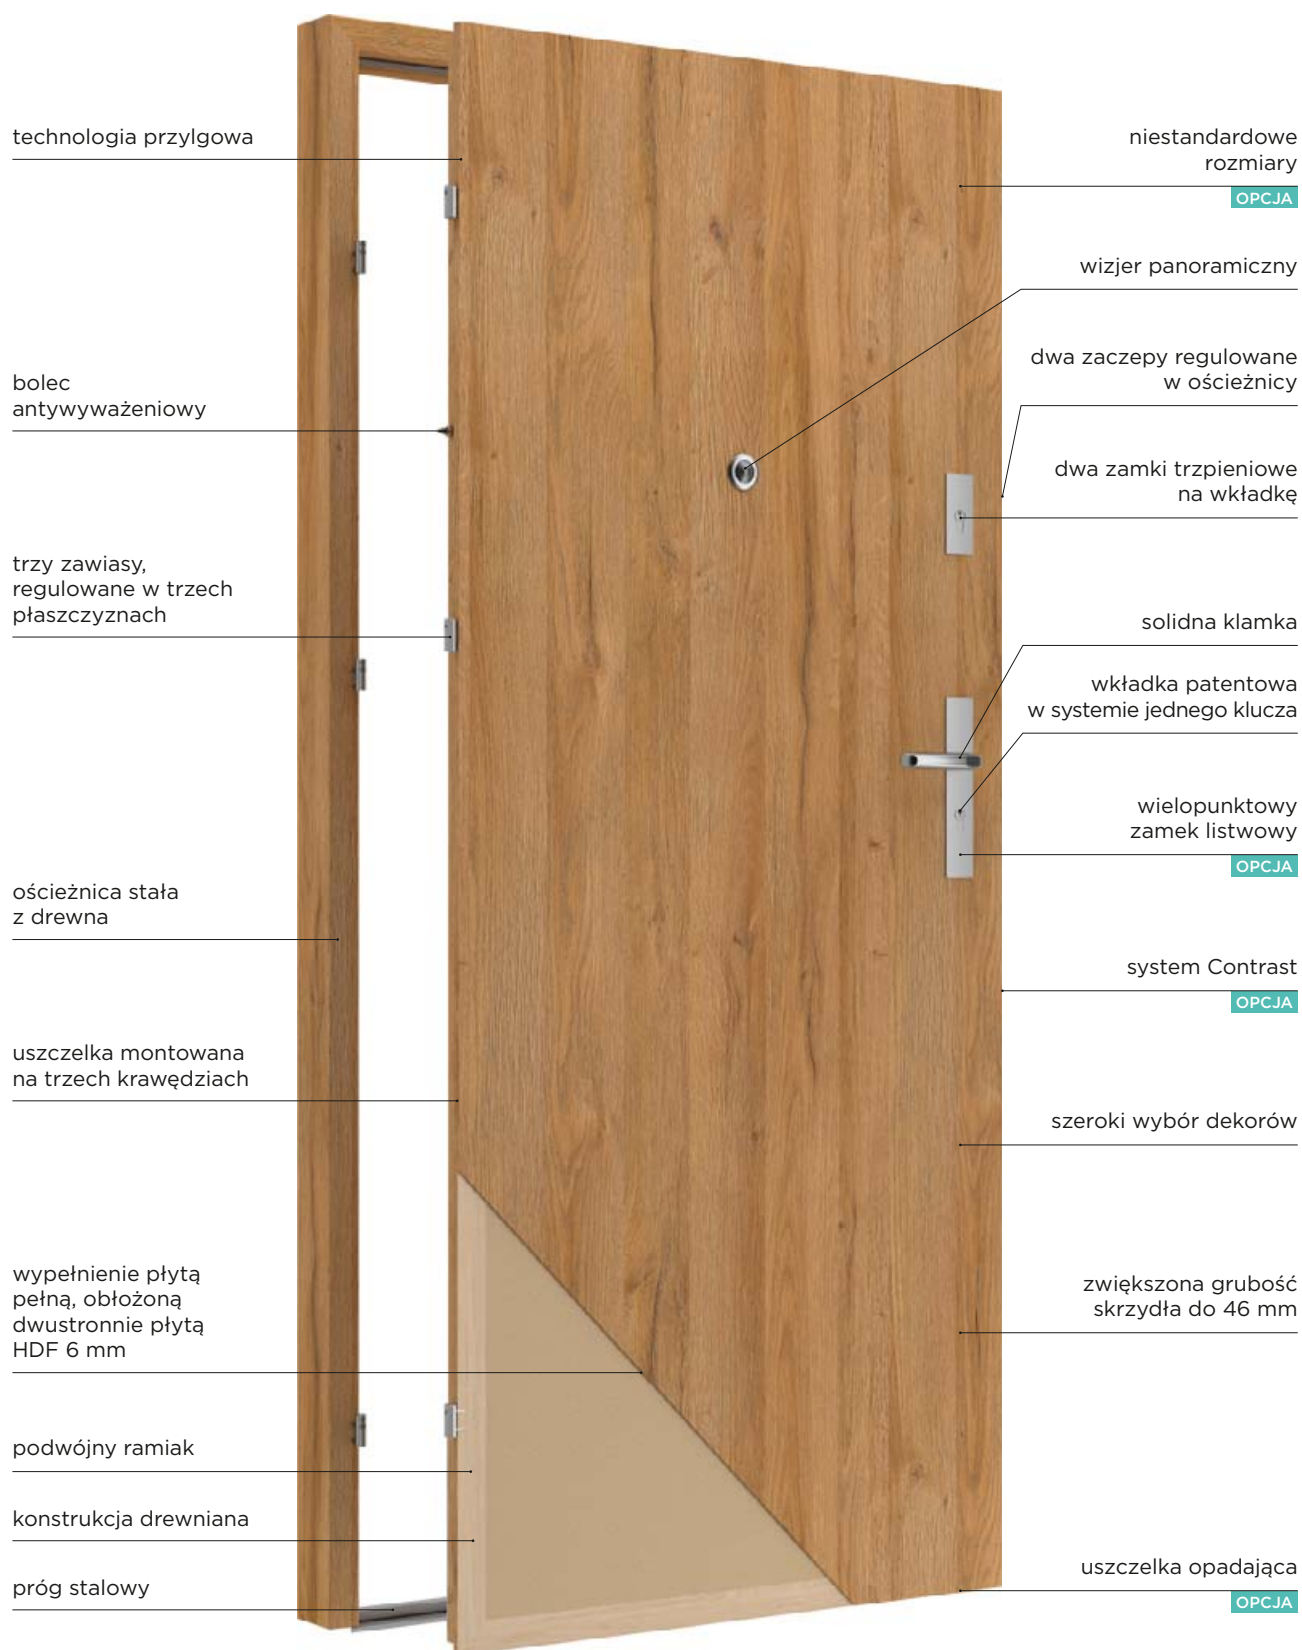 technologia przylgowa
bolec
antywyważeniowy
trzy zawiasy,
regulowane w trzech
płaszczyznach
ościeżnica stała
z drewna
uszczelka montowana
na trzech krawędziach
wypełnienie płytą
pełną, obłożoną
dwustronnie płytą
HDF 6 mm
podwójny ramiak
konstrukcja drewniana
próg stalowy
niestandardowe
rozmiary
OPCJA
wizjer panoramiczny
dwa zaczepy regulowane
w ościeżnicy
dwa zamki trzpieniowe
na wkładkę
solidna klamka
wkładka patentowa
w systemie jednego klucza
wielopunktowy
zamek listwowy
OPCJA
system Contrast
OPCJA
szeroki wybór dekorów
zwiększona grubość
skrzydła do 46 mm
uszczelka opadająca
OPCJA